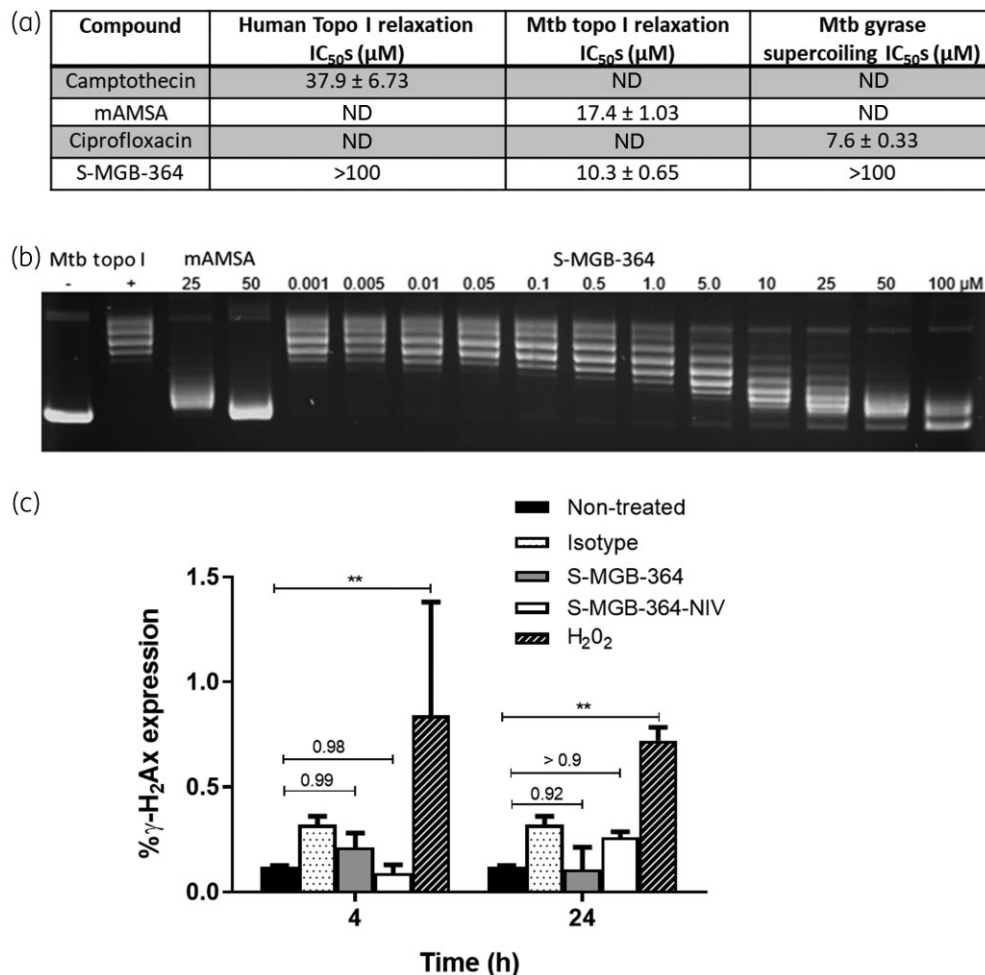 (a)
Compound Human Topo I relaxation IC₅₀s (µM) Mtb topo I relaxation IC₅₀s (µM) Mtb gyrase supercoiling IC₅₀s (µM)
Camptothecin 37.9 ± 6.73 ND ND
mAMSA ND 17.4 ± 1.03 ND
Ciprofloxacin ND ND 7.6 ± 0.33
S-MGB-364 >100 10.3 ± 0.65 >100
(b) Mtb topo I mAMSA S-MGB-364
- + 25 50 0.001 0.005 0.01 0.05 0.1 0.5 1.0 5.0 10 25 50 100 µM
(c)
Non-treated
Isotype
S-MGB-364
S-MGB-364-NIV
H₂0₂
%γ-H₂Ax expression
1.5
1.0
0.5
0.0
**
0.98
0.99
**
> 0.9
0.92
4 24
Time (h)